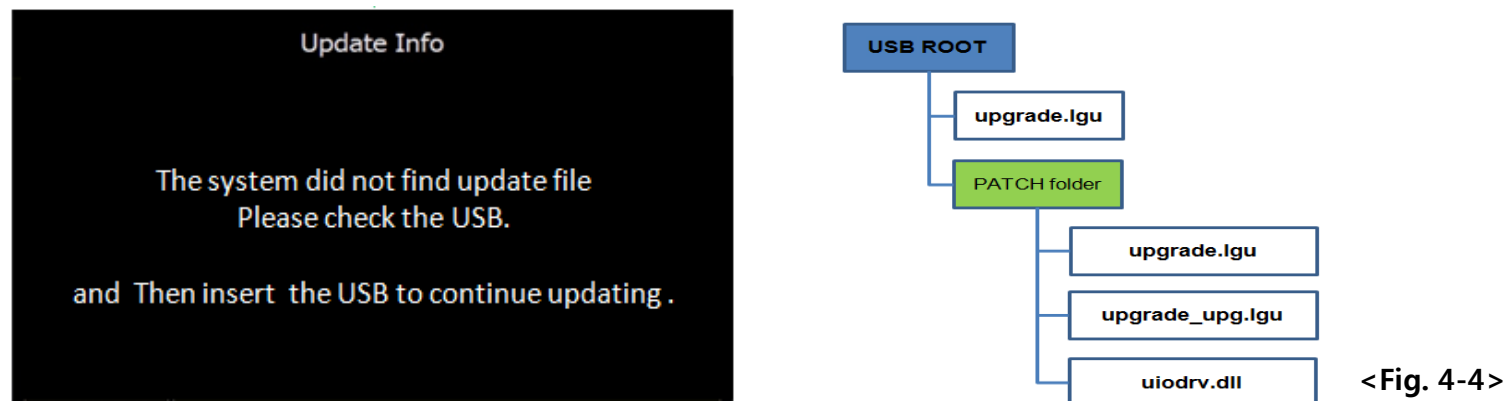 Update Info
The system did not find update file
Please check the USB.
and Then insert the USB to continue updating .
USB ROOT
upgrade.lgu
PATCH folder
upgrade.lgu
upgrade_upg.lgu
uiodrv.dll
<Fig. 4-4>